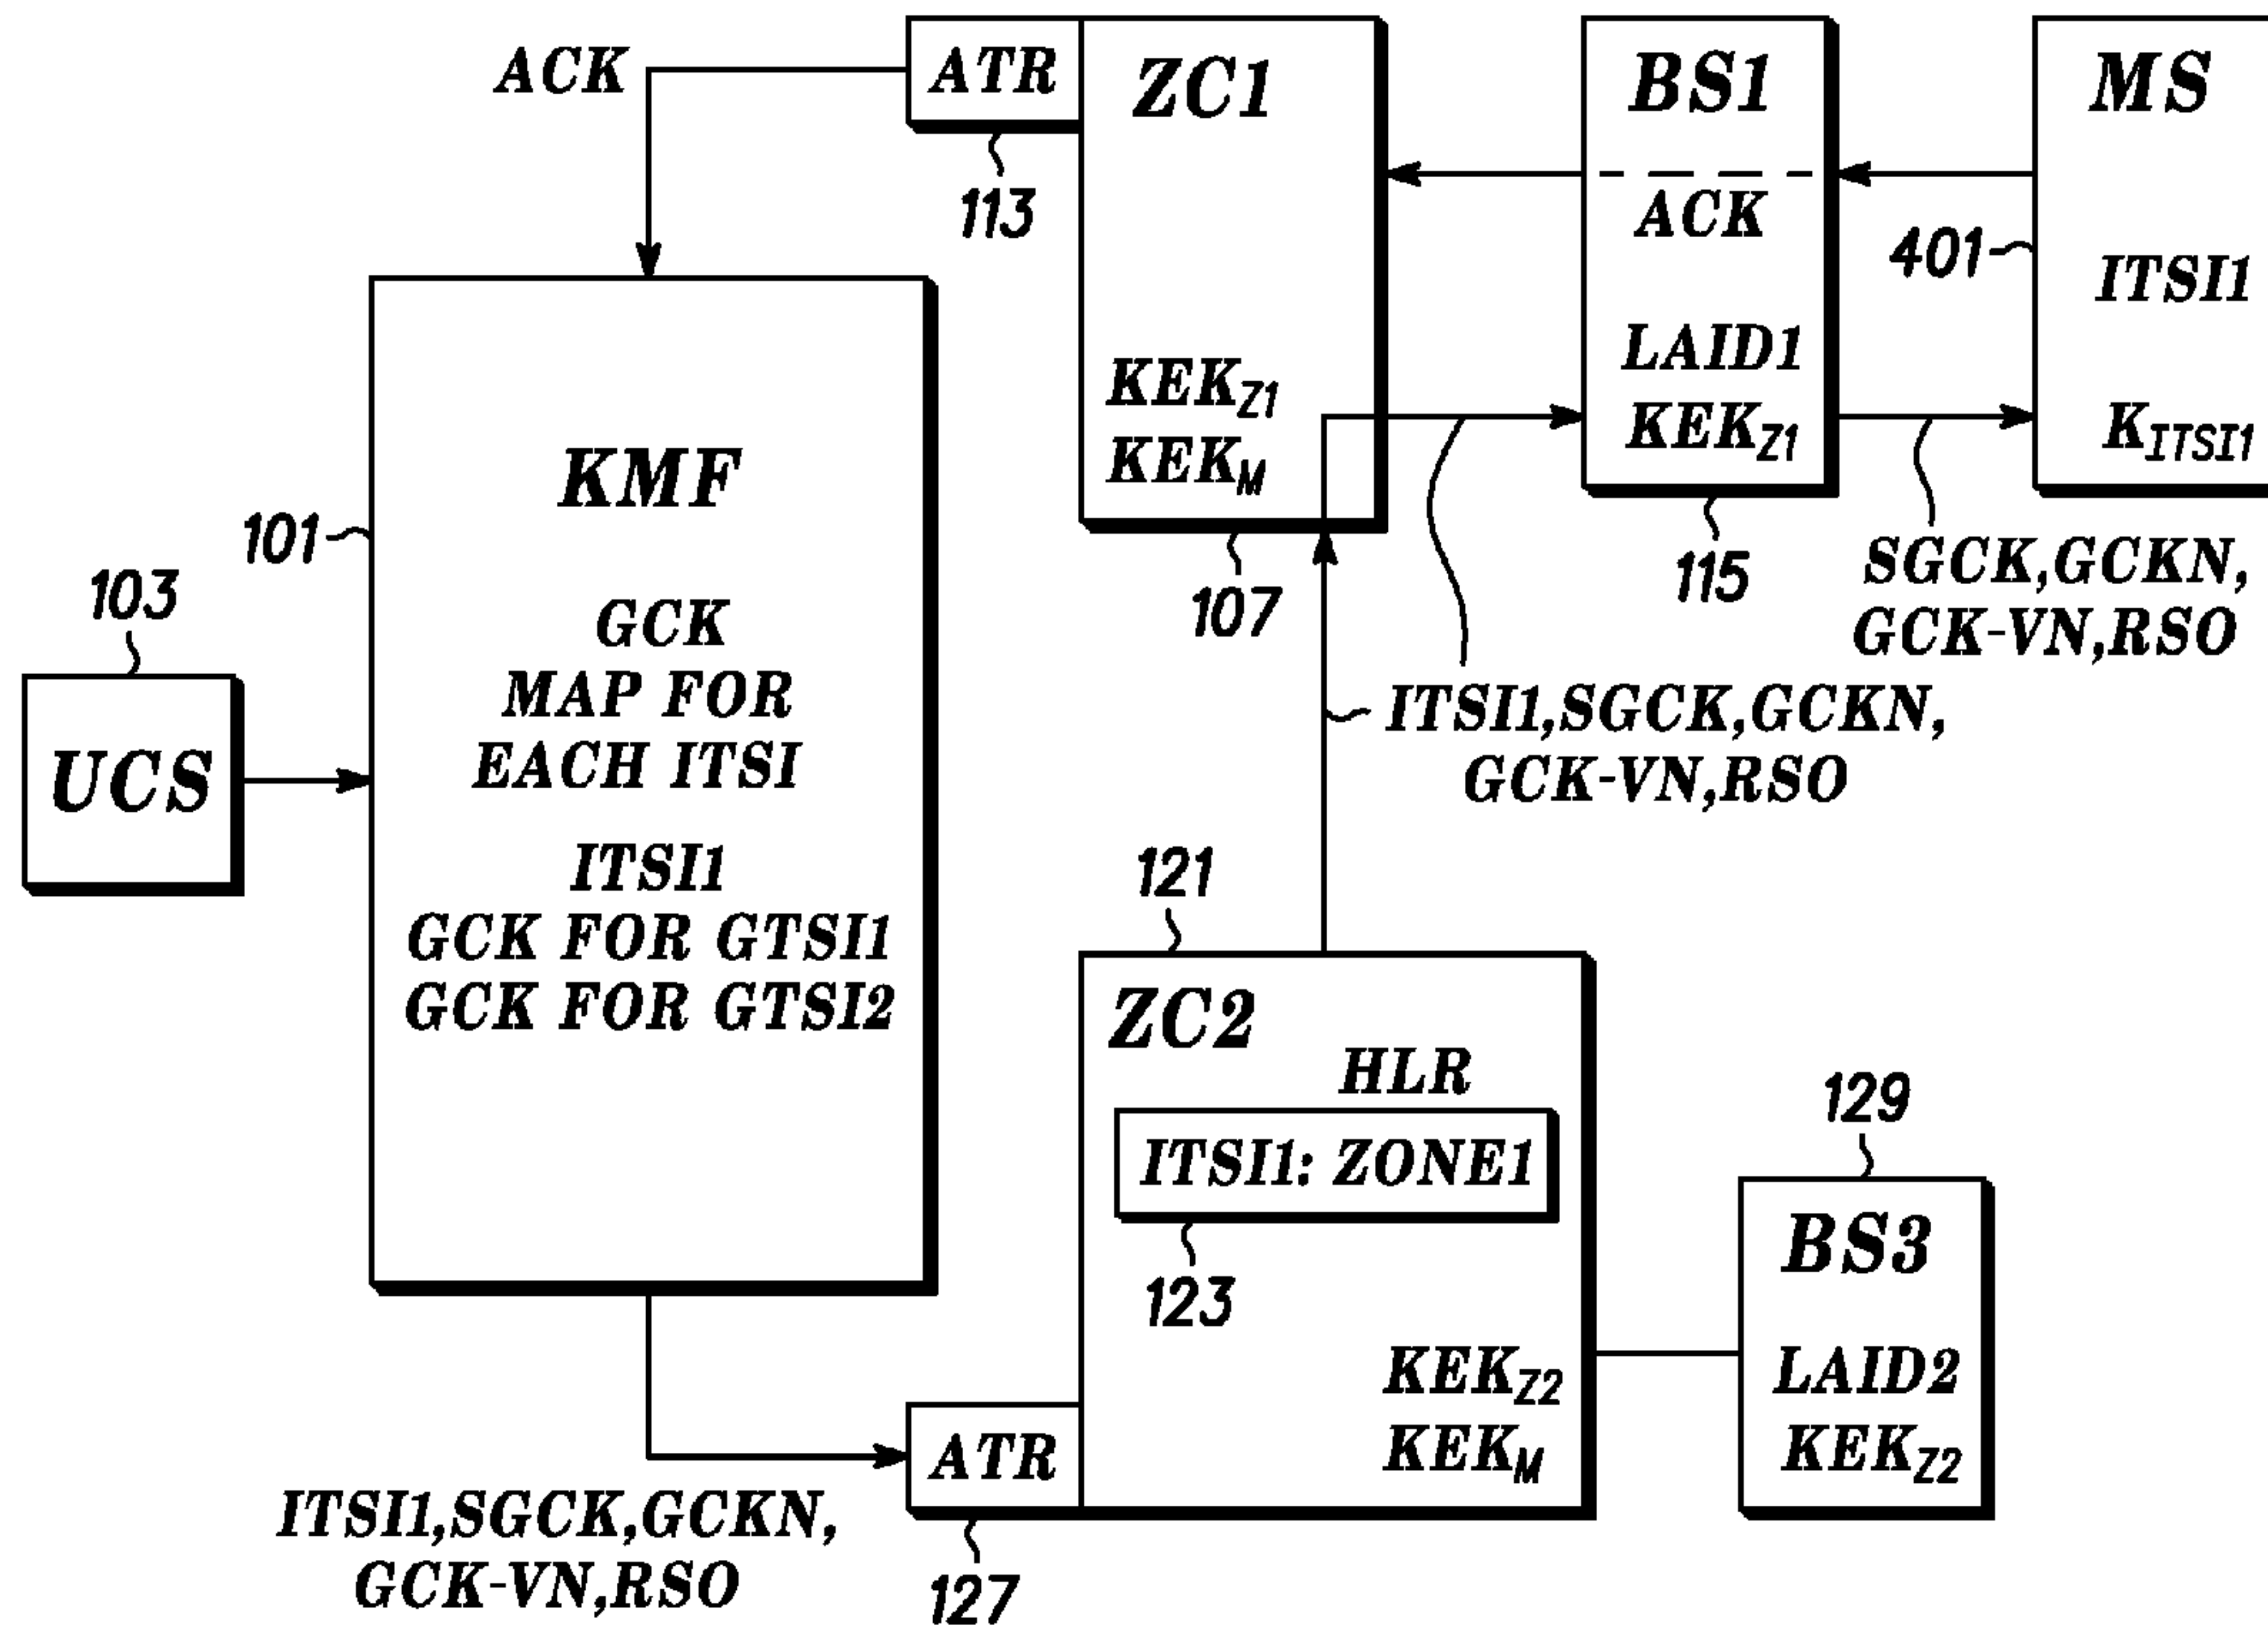 ACK
ATR
ZC1
BS1
MS
113
ACK
401
ITSI1
LAID1
KEKZ1
KEKM
KEKZ1
KITSI1
101
KMF
107
115
SGCK,GCKN,
GCK-VN,RSO
103
UCS
GCK
MAP FOR
EACH ITSI
ITSI1
GCK FOR GTSI1
GCK FOR GTSI2
ITSI1,SGCK,GCKN,
GCK-VN,RSO
121
ZC2
HLR
ITSI1: ZONE1
123
129
BS3
LAID2
KEKZ2
KEKZ2
KEKM
ATR
127
ITSI1,SGCK,GCKN,
GCK-VN,RSO